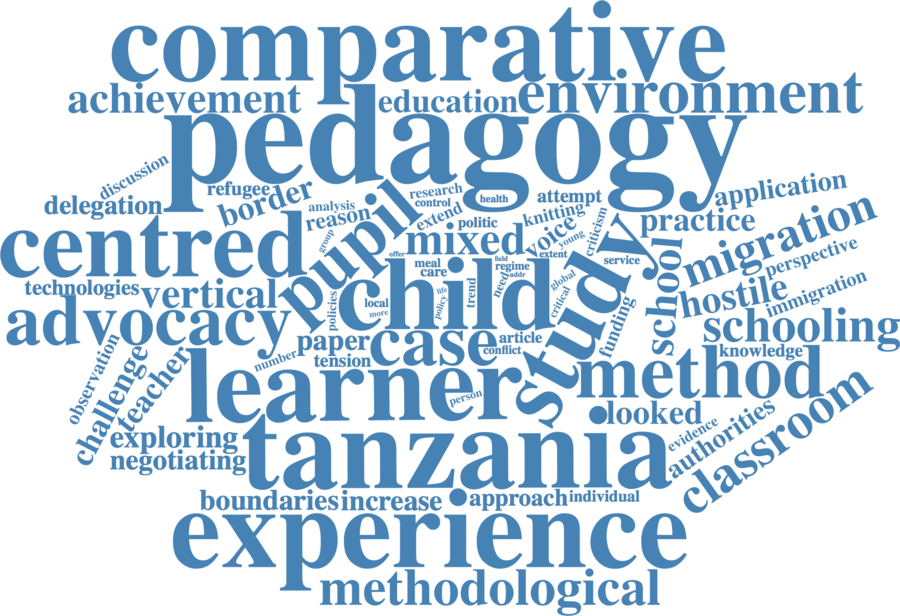 comparative
achievement education environment
pedagogy
discussion
delegation
refugee
border
analysis
reason
group
pupil
research
control
extend
health
politic
knitting
attempt
voice
young
criticism
application
practice
centred
mixed
offer
extent
service
study
school
migration
perspective
technologies
vertical
meal
care
field
regime
addr
need
global
critical
child
trend
life
policy
local
more
policies
hostile
immigration
advocacy
funding
schooling
paper
case
article
conflict
knowledge
observation
challenge
teacher
number
tension
learner
person
method
classroom
looked
exploring
negotiating
tanzania
evidence
authorities
boundaries increase approach individual
experience
methodological